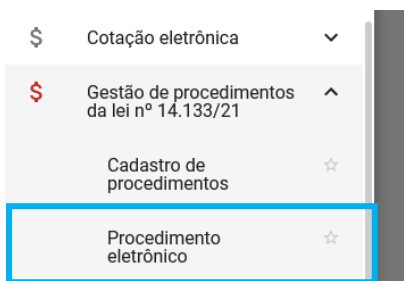 $ Cotação eletrônica
$ Gestão de procedimentos
da lei nº 14.133/21
Cadastro de
procedimentos
Procedimento
eletrônico